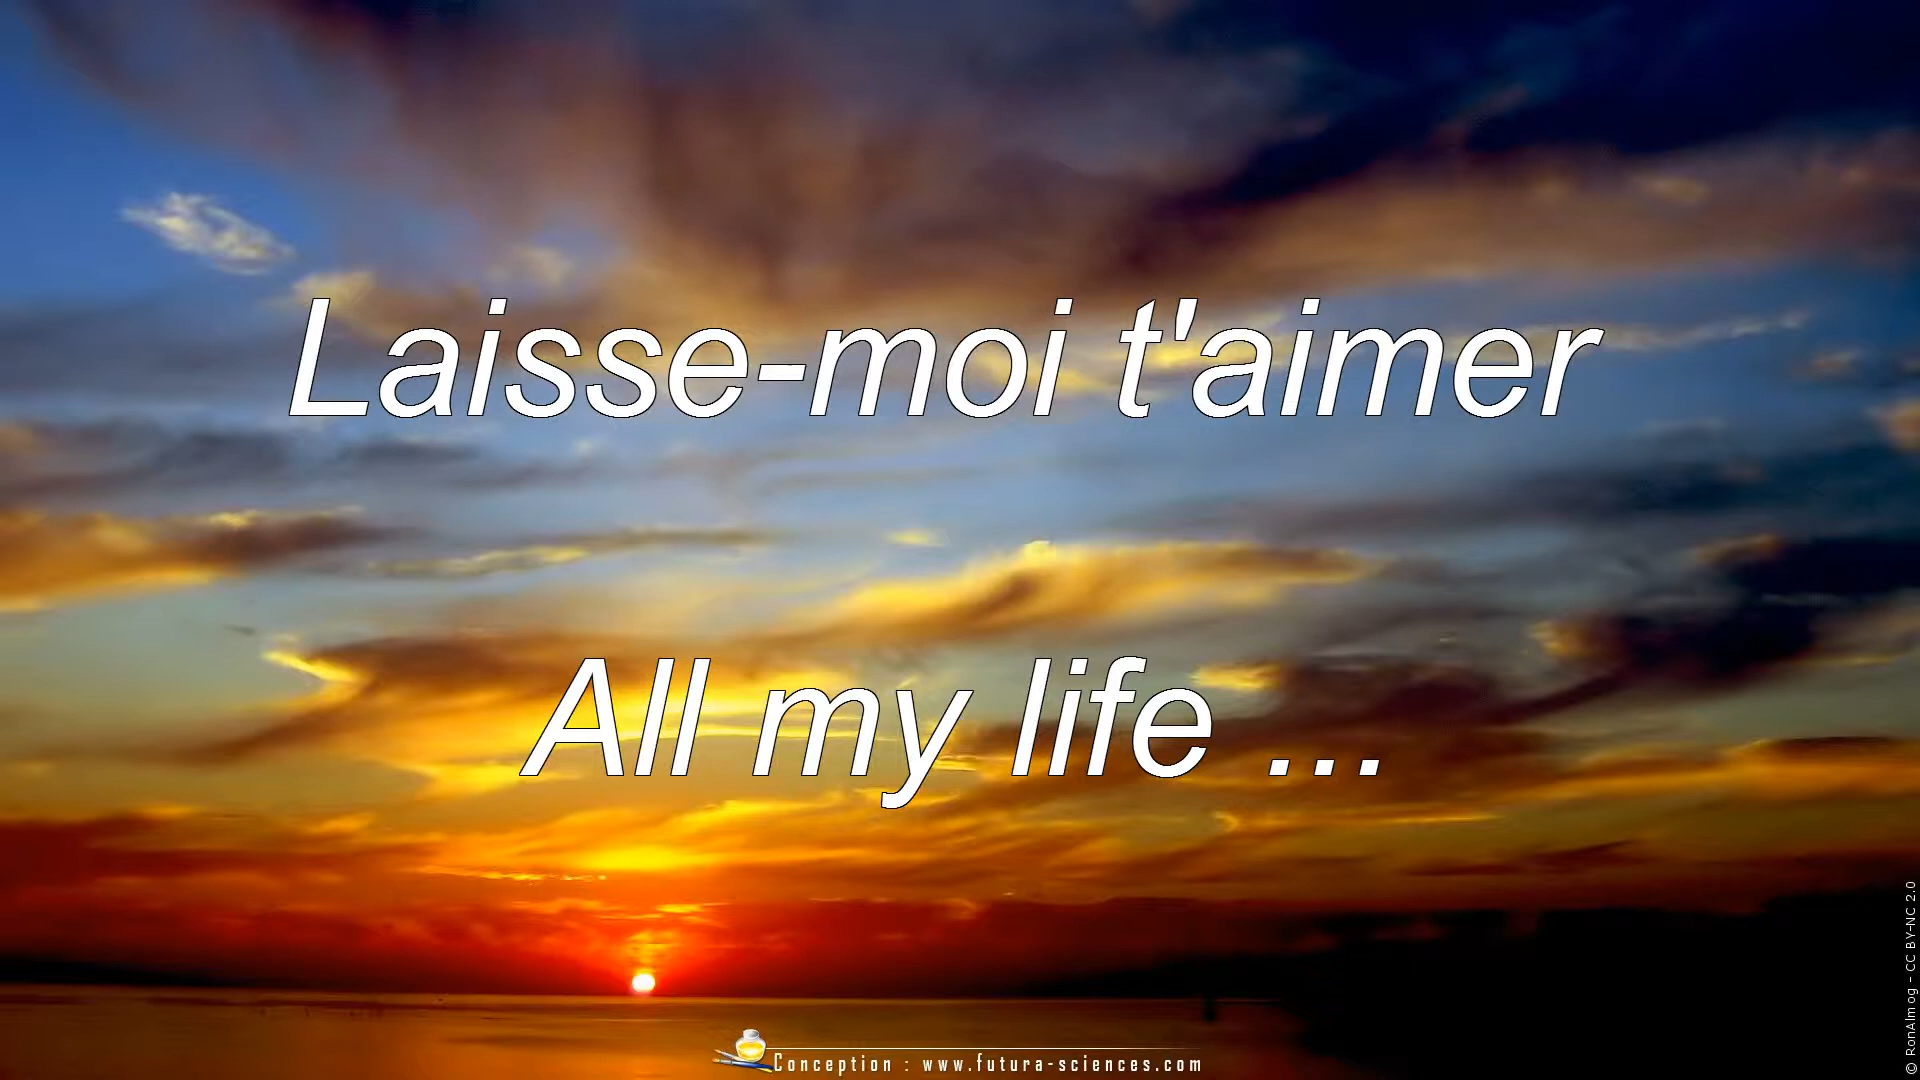 Laisse-moi t'aimer
All my life ...
Conception : www.futura-sciences.com
© RonAlmog - CC BY-NC 2.0